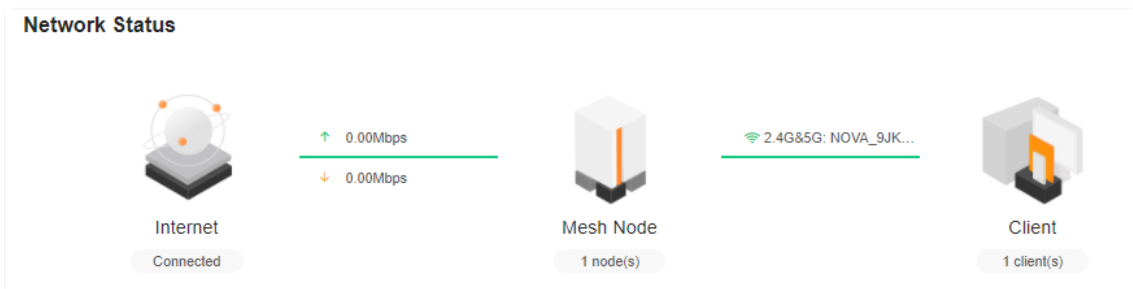 Network Status
↑ 0.00Mbps
2.4G&5G: NOVA_9JK...
↓ 0.00Mbps
Internet
Mesh Node
Client
Connected
1 node(s)
1 client(s)